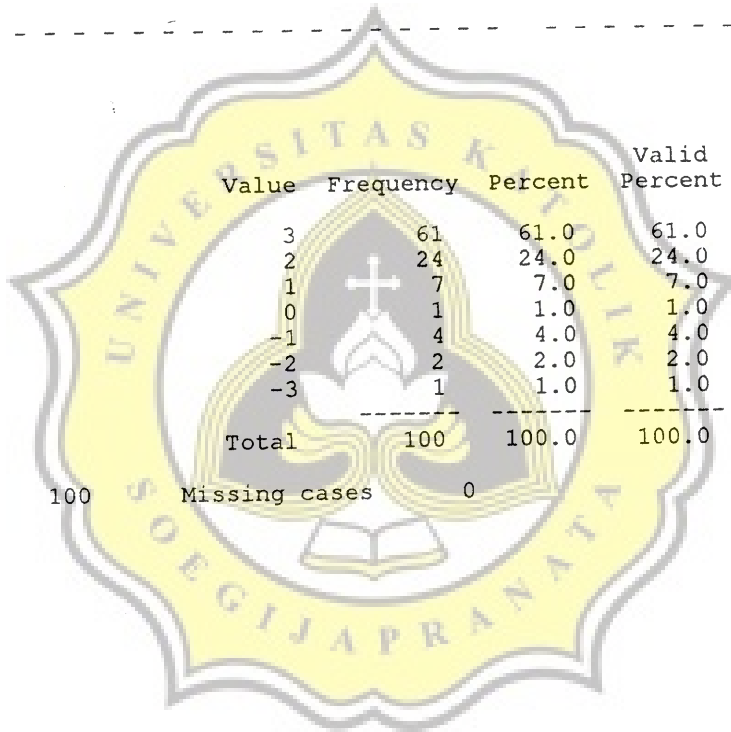 - - - - - - - - - - - - - - - - - - - - - - - -
UNIVERSITAS KATOLIK
Valid
Value Frequency Percent Percent
3 61 61.0 61.0
2 24 24.0 24.0
1 7 7.0 7.0
0 1 1.0 1.0
-1 4 4.0 4.0
-2 2 2.0 2.0
-3 1 1.0 1.0
------- ------- -------
Total 100 100.0 100.0
100 Missing cases 0
SOEGIJAPRANATA